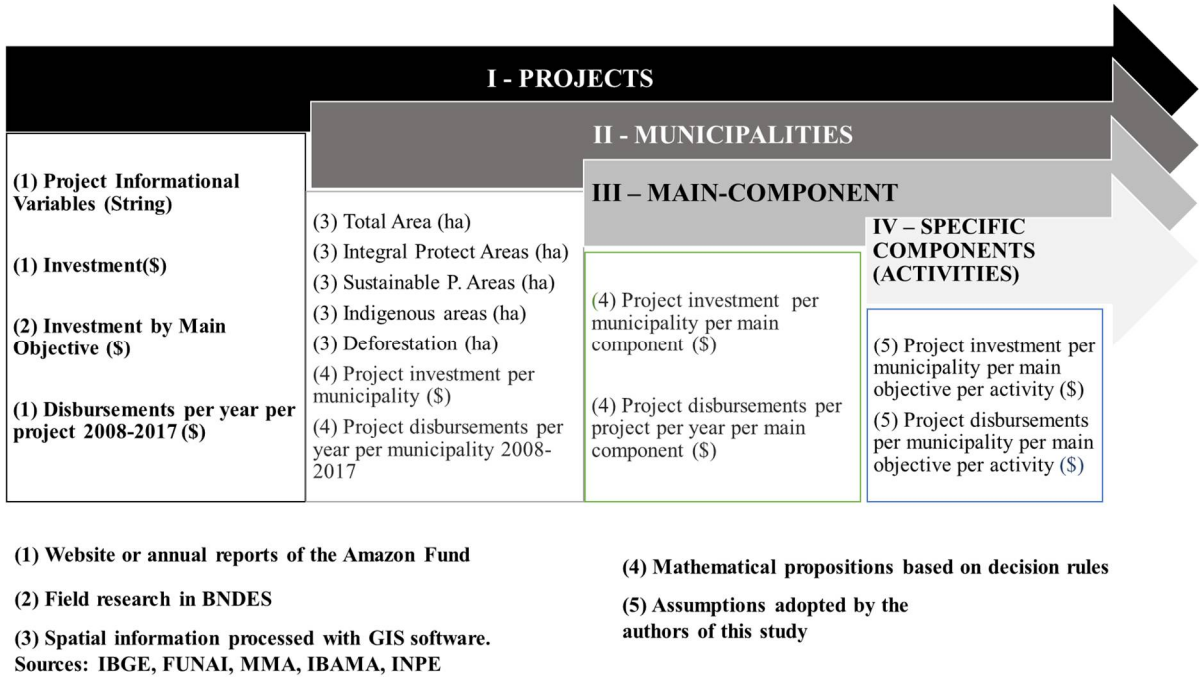 I - PROJECTS
II - MUNICIPALITIES
III – MAIN-COMPONENT
IV – SPECIFIC
COMPONENTS
(ACTIVITIES)
(1) Project Informational
Variables (String)
(1) Investment($)
(2) Investment by Main
Objective ($)
(1) Disbursements per year per
project 2008-2017 ($)
(3) Total Area (ha)
(3) Integral Protect Areas (ha)
(3) Sustainable P. Areas (ha)
(3) Indigenous areas (ha)
(3) Deforestation (ha)
(4) Project investment per
municipality ($)
(4) Project disbursements per
year per municipality 2008-
2017
(4) Project investment per
municipality per main
component ($)
(4) Project disbursements per
project per year per main
component ($)
(5) Project investment per
municipality per main
objective per activity ($)
(5) Project disbursements
per municipality per main
objective per activity ($)
(1) Website or annual reports of the Amazon Fund
(2) Field research in BNDES
(3) Spatial information processed with GIS software.
Sources: IBGE, FUNAI, MMA, IBAMA, INPE
(4) Mathematical propositions based on decision rules
(5) Assumptions adopted by the
authors of this study